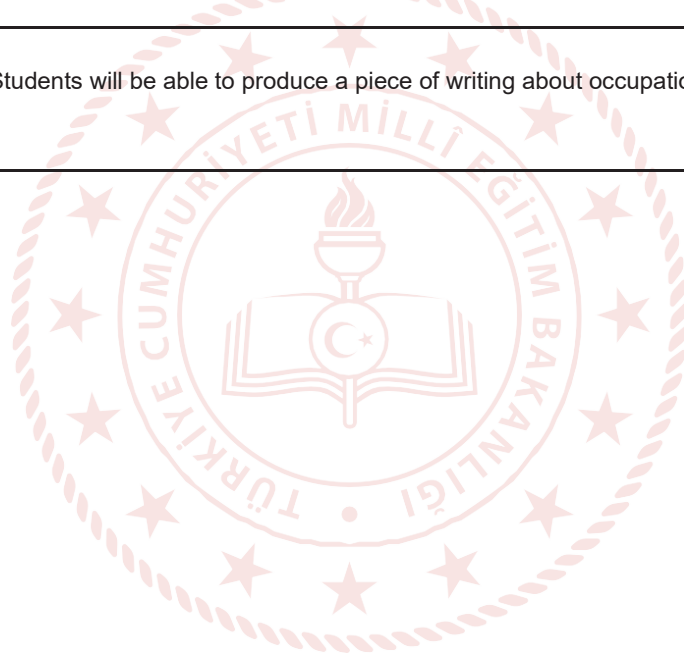 Students will be able to produce a piece of writing about occupatio
TÜRKİYE CUMHURİYETİ MİLLÎ EĞİTİM BAKANLIĞI